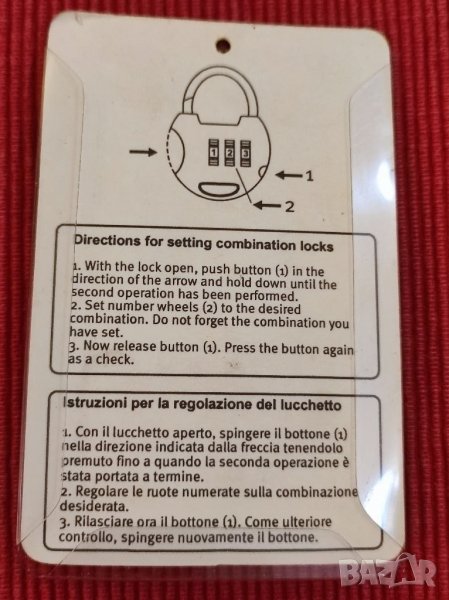 1 2 3
1
2
Directions for setting combination locks
1. With the lock open, push button (1) in the
direction of the arrow and hold down until the
second operation has been performed.
2. Set number wheels (2) to the desired
combination. Do not forget the combination you
have set.
3. Now release button (1). Press the button again
as a check.
Istruzioni per la regolazione del lucchetto
1. Con il lucchetto aperto, spingere il bottone (1)
nella direzione indicata dalla freccia tenendolo
premuto fino a quando la seconda operazione è
stata portata a termine.
2. Regolare le ruote numerate sulla combinazione
desiderata.
3. Rilasciare ora il bottone (1). Come ulteriore
controllo, spingere nuovamente il bottone.
BAZAR